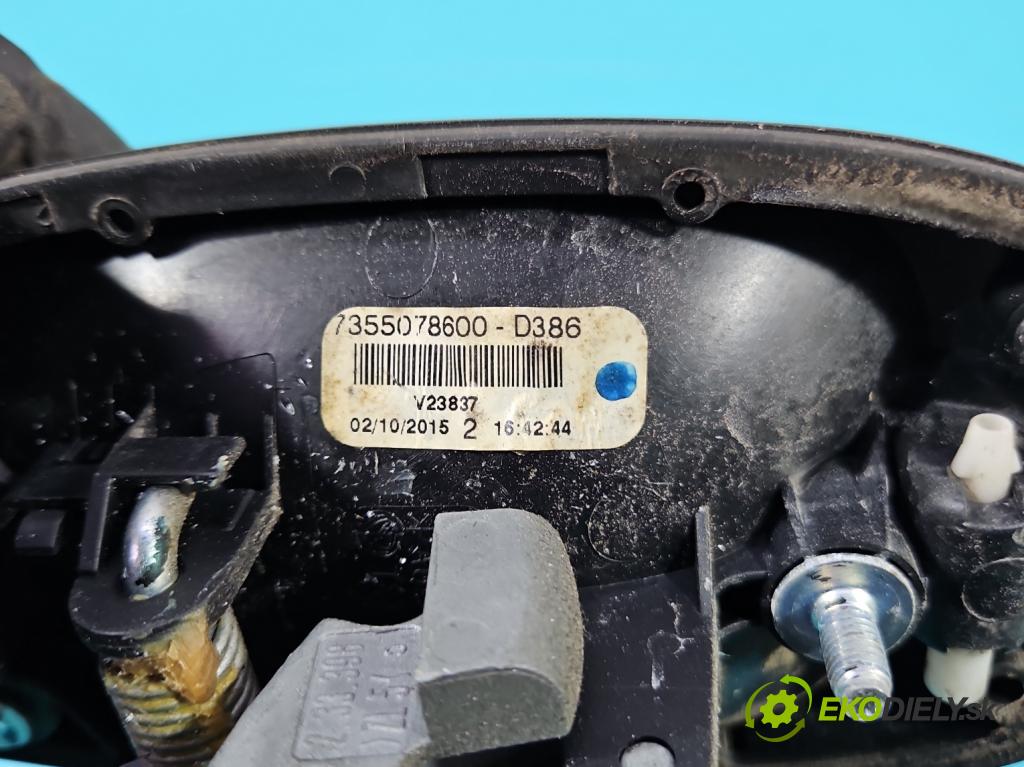 7355078600 - D386
V23837
02/10/2015 2 16:42:44
EKODIELY.SK